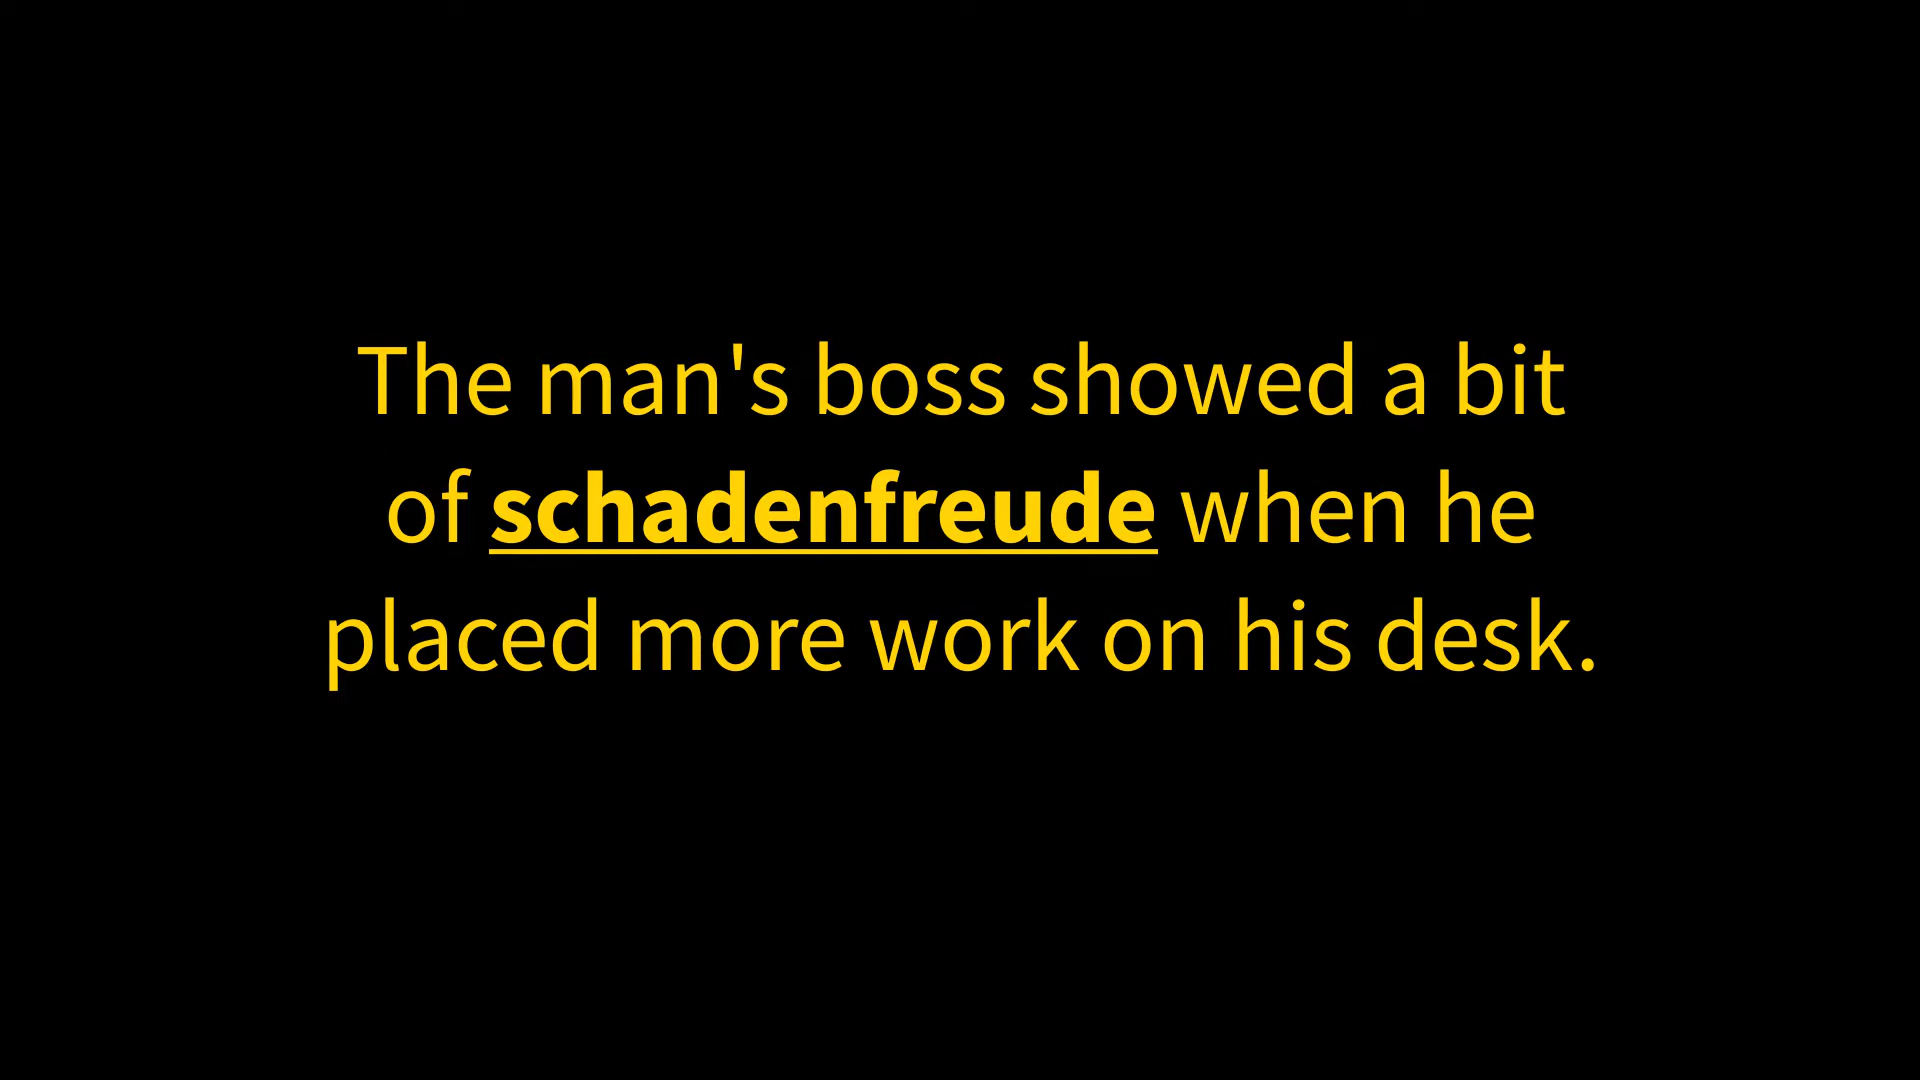 The man's boss showed a bit
of schadenfreude when he
placed more work on his desk.